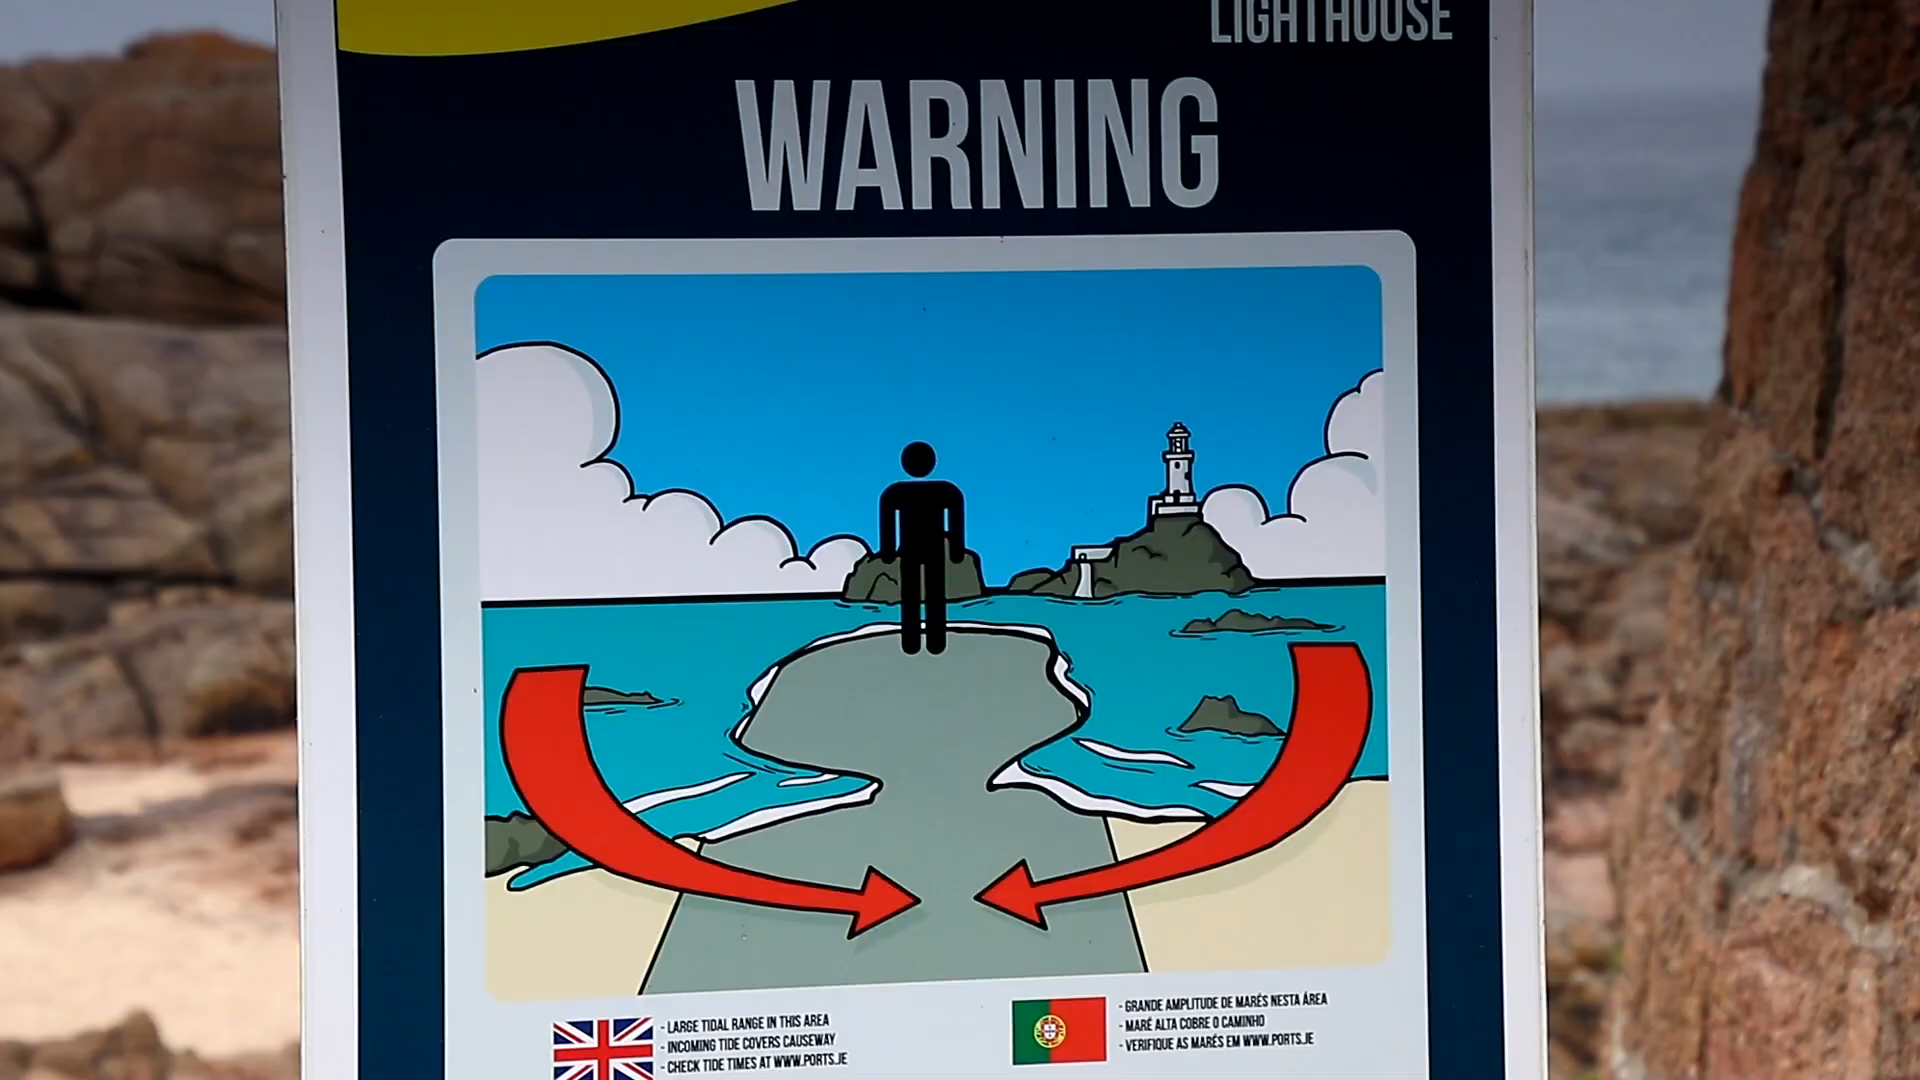 LIGHTHOUSE
WARNING
- LARGE TIDAL RANGE IN THIS AREA
- INCOMING TIDE COVERS CAUSEWAY
- CHECK TIDE TIMES AT WWW.PORTS.JE
- GRANDE AMPLITUDE DE MARÉS NESTA ÁREA
- MARÉ ALTA COBRE O CAMINHO
- VERIFIQUE AS MARÉS EM WWW.PORTS.JE